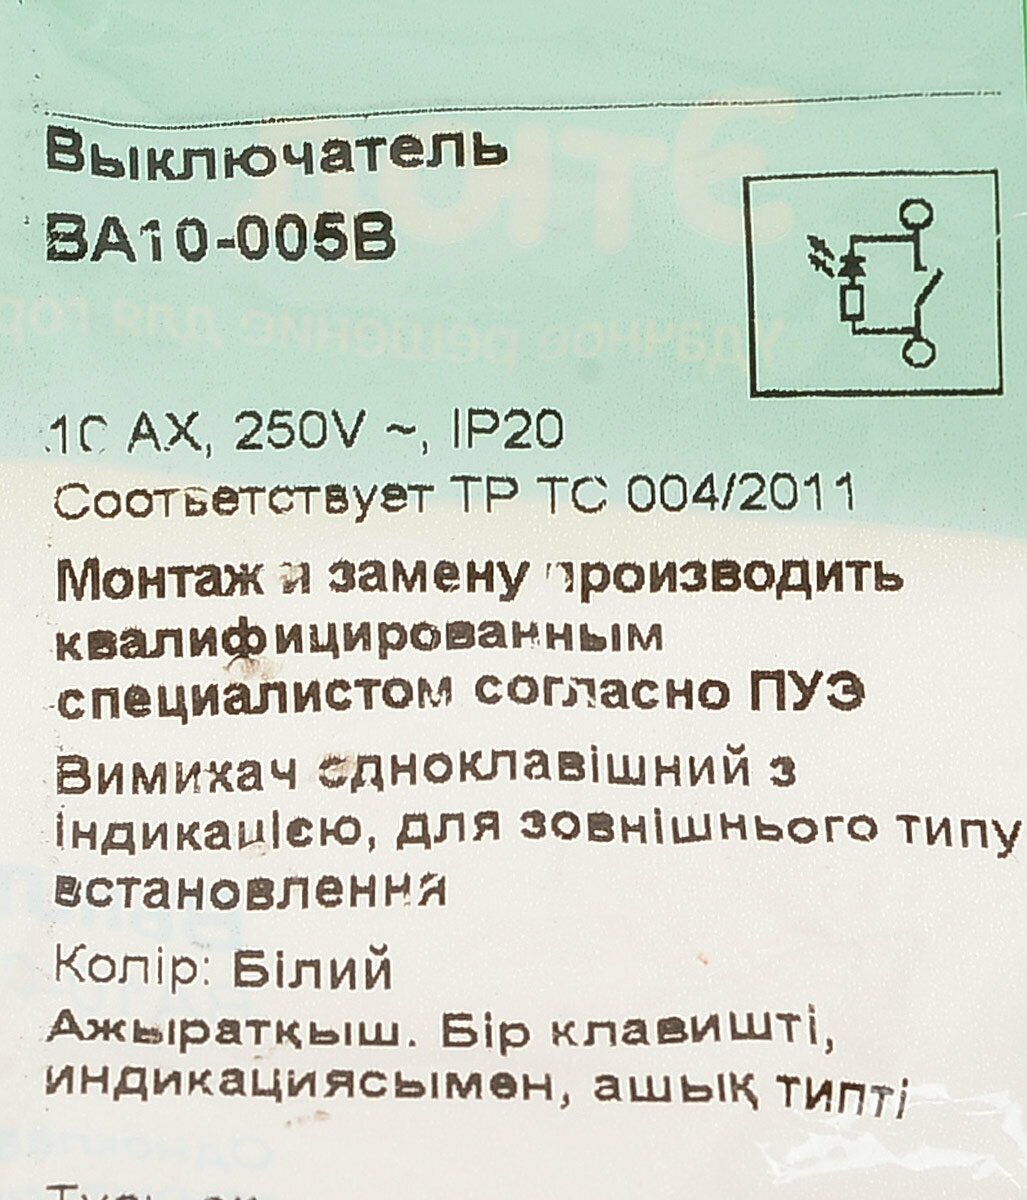 Выключатель
BA10-005B
10 AX, 250V ~, IP20
Соответствует ТР ТС 004/2011
Монтаж и замену производить
квалифицированным
специалистом согласно ПУЭ
Вимикач одноклавішний з
індикацією, для зовнішнього типу
встановлення
Колір: Білий
Ажыратқыш. Бір клавишті,
индикациясымен, ашық типті